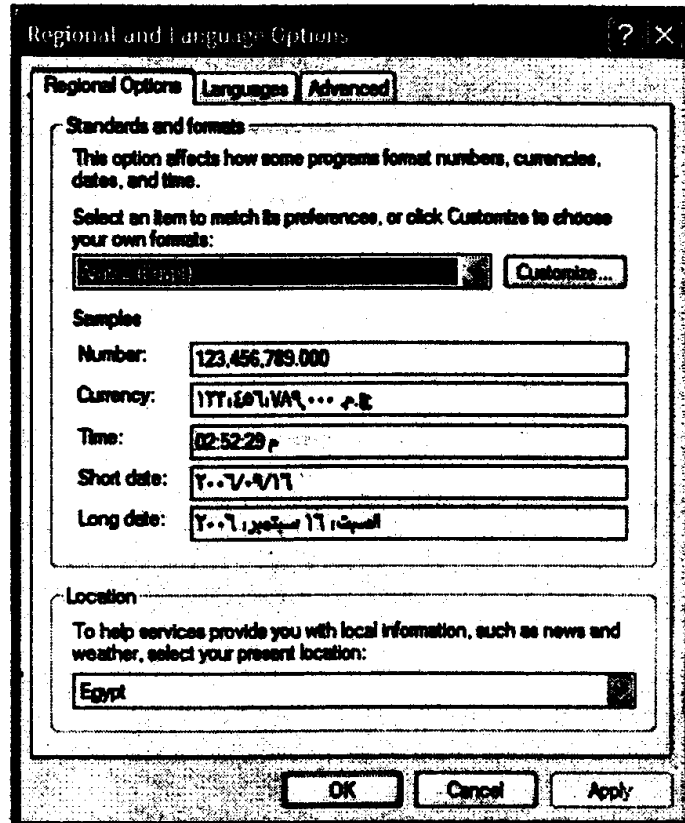 Regional and Language Options
Regional Options Languages Advanced
Standards and formats
This option affects how some programs format numbers, currencies,
dates, and time.
Select an item to match its preferences, or click Customize to choose
your own formats:
Customize...
Samples
Number: 123,456,789.000
Currency: ج.م. ١٢٣،٤٥٦،٧٨٩,٠٠٠
Time: 02:52:29 م
Short date: ٢٠٠٦/٠٩/١٦
Long date: السبت، ١٦ سبتمبر، ٢٠٠٦
Location
To help services provide you with local information, such as news and
weather, select your present location:
Egypt
OK Cancel Apply